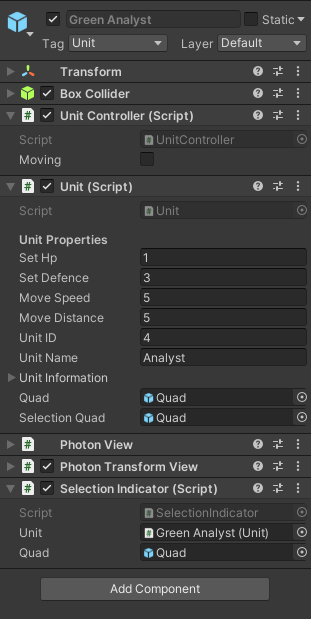 Green Analyst Static
Tag Unit Layer Default
Transform
Box Collider
# Unit Controller (Script)
Script # UnitController
Moving
# Unit (Script)
Script # Unit
Unit Properties
Set Hp 1
Set Defence 3
Move Speed 5
Move Distance 5
Unit ID 4
Unit Name Analyst
Unit Information
Quad Quad
Selection Quad Quad
# Photon View
# Photon Transform View
# Selection Indicator (Script)
Script # SelectionIndicator
Unit # Green Analyst (Unit)
Quad Quad
Add Component